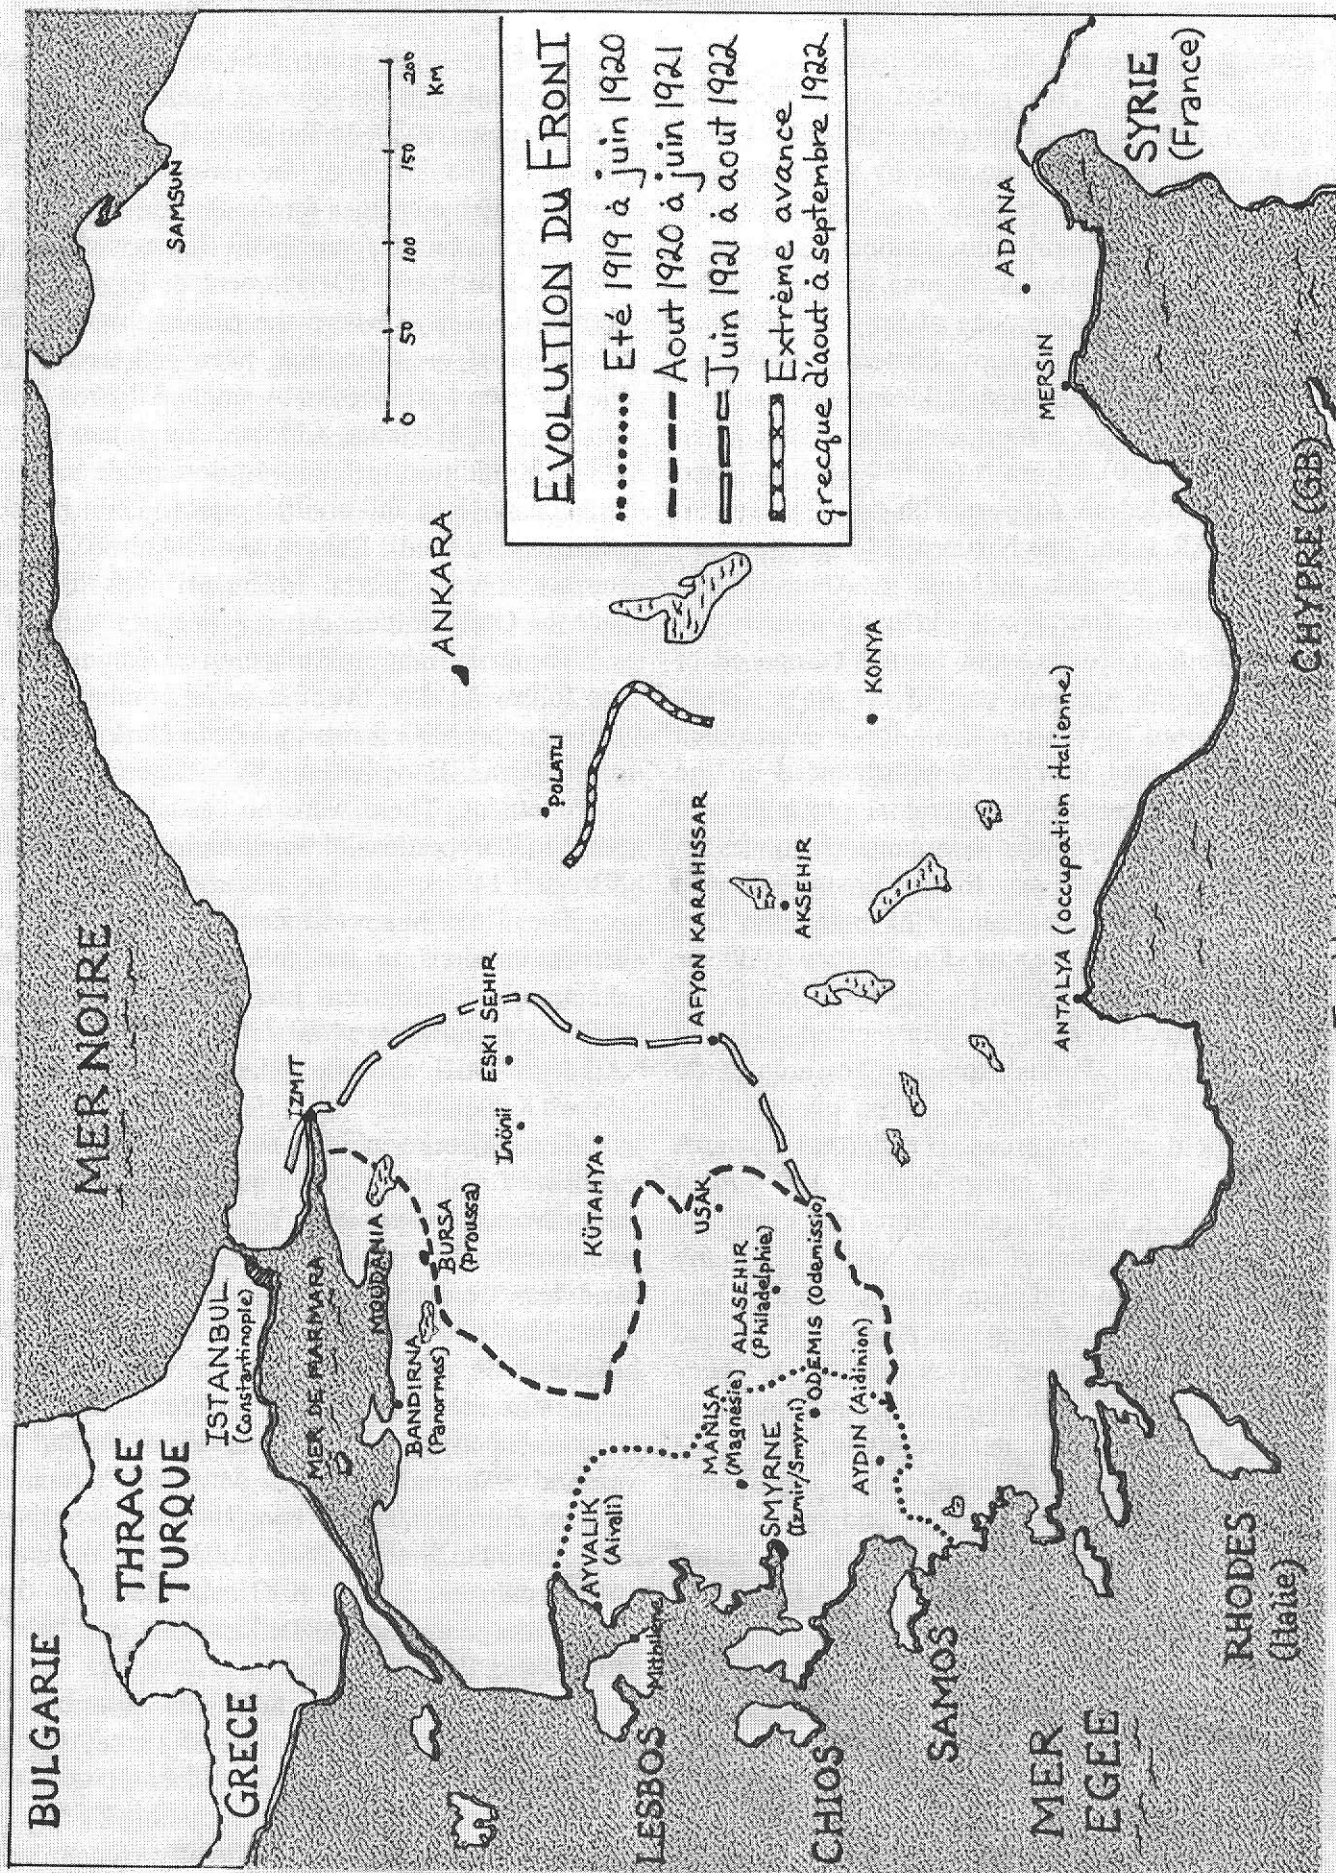 BULGARIE
THRACE
TURQUE
GRECE
MER NOIRE
ISTANBUL
(Constantinople)
MER DE MARMARA
IZMIT
MOUDANIA
BANDIRNA
(Panormos)
BURSA
(Proussa)
ESKI SEHIR
Inönü
KÜTAHYA
ANKARA
POLATLI
SAMSUN
0 50 100 150 200
KM
EVOLUTION DU FRONT
Eté 1919 à juin 1920
Aout 1920 à juin 1921
Juin 1921 à aout 1922
Extrème avance
grecque d'aout à septembre 1922
AYVALIK
(Aivali)
LESBOS
Mithilene
MANISA
(Magnesie)
ALASEHIR
(Philadelphie)
USAK
AFYON KARAHISSAR
AKSEHIR
KONYA
SMYRNE
(Izmir/Smyrni)
ODEMIS (Odemissio)
AYDIN (Aidinion)
CHIOS
SAMOS
MER
EGEE
RHODES
(Italie)
ANTALYA (occupation italienne)
MERSIN
ADANA
SYRIE
(France)
CHYPRE (GB)